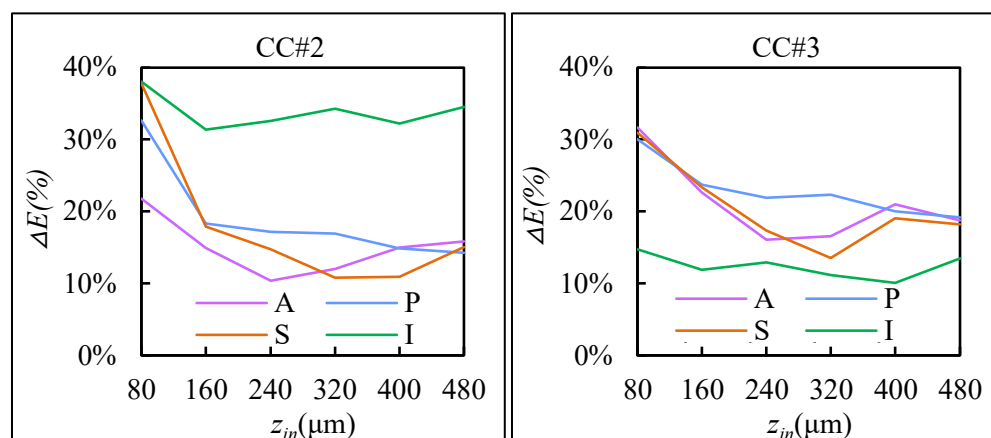 CC#2
40%
30%
20%
10%
0%
ΔE(%)
A P
S I
80 160 240 320 400 480
z_in(μm)
CC#3
40%
30%
20%
10%
0%
ΔE(%)
A P
S I
80 160 240 320 400 480
z_in(μm)